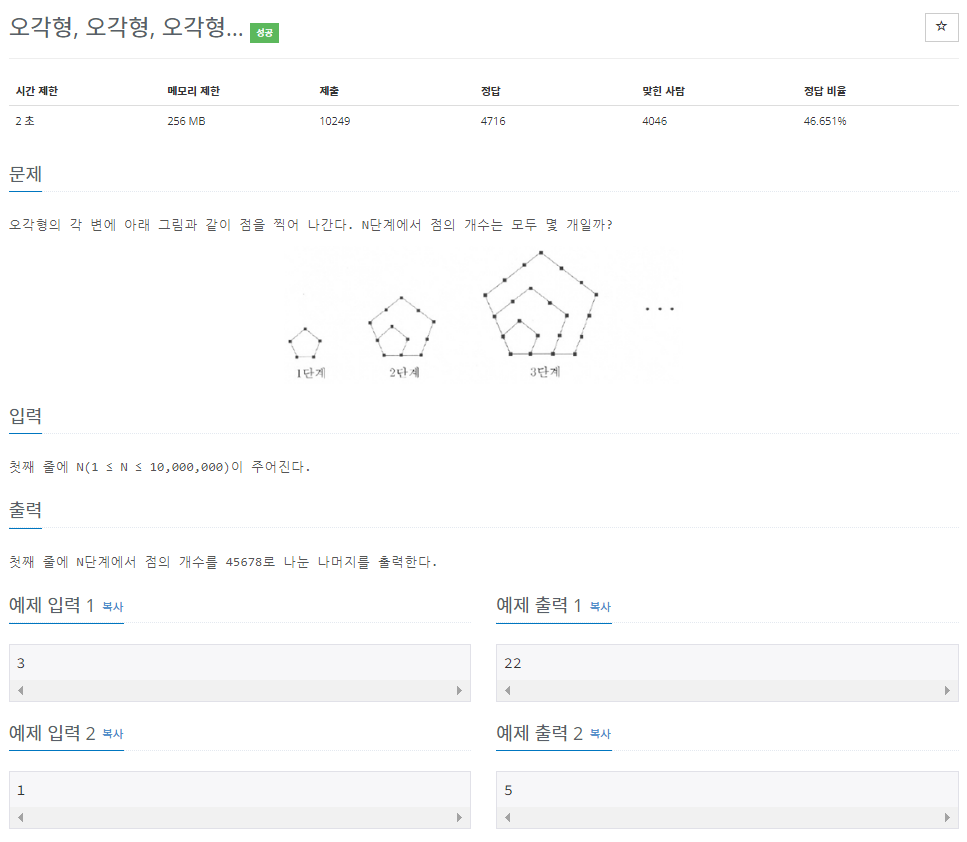 오각형, 오각형, 오각형… 성공
☆
시간 제한 메모리 제한 제출 정답 맞힌 사람 정답 비율
2 초 256 MB 10249 4716 4046 46.651%
문제
오각형의 각 변에 아래 그림과 같이 점을 찍어 나간다. N단계에서 점의 개수는 모두 몇 개일까?
1단계 2단계 3단계
입력
첫째 줄에 N(1 ≤ N ≤ 10,000,000)이 주어진다.
출력
첫째 줄에 N단계에서 점의 개수를 45678로 나눈 나머지를 출력한다.
예제 입력 1 복사
3
예제 출력 1 복사
22
예제 입력 2 복사
1
예제 출력 2 복사
5